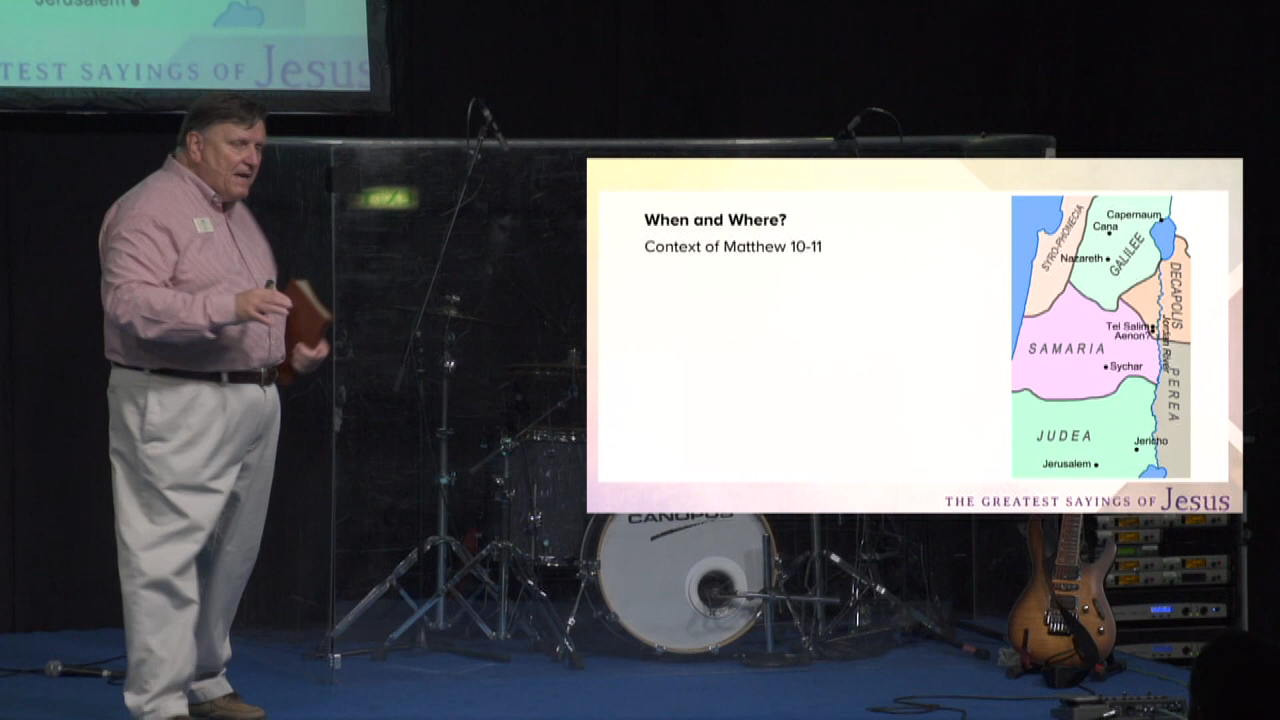 Jerusalem
TEST SAYINGS OF Jesus
When and Where?
Context of Matthew 10-11
SYRO-PHONECIA
Capernaum
Cana
GALILEE
Nazareth
DECAPOLIS
Tel Salim
Aenon?
Jordan River
SAMARIA
Sychar
PEREA
JUDEA
Jericho
Jerusalem
THE GREATEST SAYINGS OF Jesus
CANOPUS